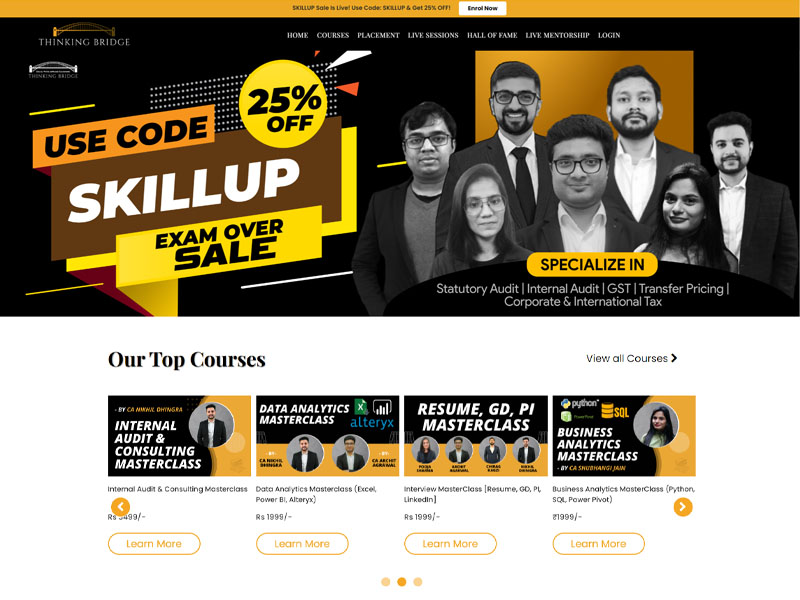 SKILLUP Sale is Live! Use Code: SKILLUP & Get 25% OFF!
Enrol Now
THINKING BRIDGE
HOME COURSES PLACEMENT LIVE SESSIONS HALL OF FAME LIVE MENTORSHIP LOGIN
THINKING BRIDGE
25%
OFF
USE CODE
SKILLUP
EXAM OVER
SALE
SPECIALIZE IN
Statutory Audit | Internal Audit | GST | Transfer Pricing |
Corporate & International Tax
Our Top Courses
View all Courses
- BY CA NIKHIL DHINGRA
INTERNAL
AUDIT &
CONSULTING
MASTERCLASS
DATA ANALYTICS
MASTERCLASS
alteryx
- BY -
CA NIKHIL
DHINGRA
- BY -
CA ARCHIT
AGRAWAL
RESUME, GD, PI
MASTERCLASS
POOJA
ARCHIT
AGRAWAL
CHIRAG
NIKHIL
DHINGRA
python
PowerPivot
SQL
BUSINESS
ANALYTICS
MASTERCLASS
- BY CA SHUBHANGI JAIN
Internal Audit & Consulting Masterclass
Rs 3499/-
Learn More
Data Analytics Masterclass (Excel,
Power BI, Alteryx)
Rs 1999/-
Learn More
Interview MasterClass [Resume, GD, PI,
LinkedIn]
Rs 1999/-
Learn More
Business Analytics MasterClass (Python,
SQL, Power Pivot)
₹1999/-
Learn More